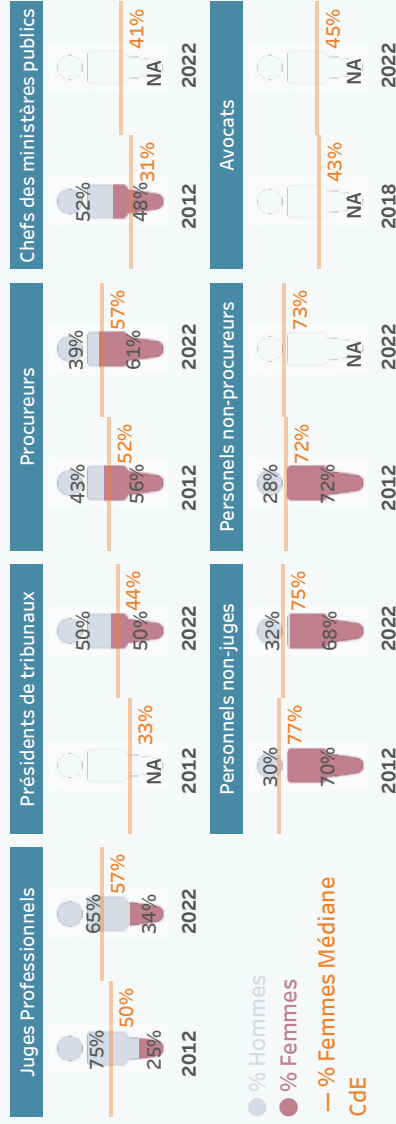 Juges Professionnels
75%
25%
50%
2012
65%
34%
57%
2022
Présidents de tribunaux
NA
33%
2012
50%
50%
44%
2022
Procureurs
43%
56%
52%
2012
39%
61%
57%
2022
Chefs des ministères publics
52%
48%
31%
2012
NA
41%
2022
% Hommes
% Femmes
% Femmes Médiane
CdE
Personnels non-juges
30%
70%
77%
2012
32%
68%
75%
2022
Personels non-procureurs
28%
72%
72%
2012
NA
73%
2022
Avocats
NA
43%
2018
NA
45%
2022